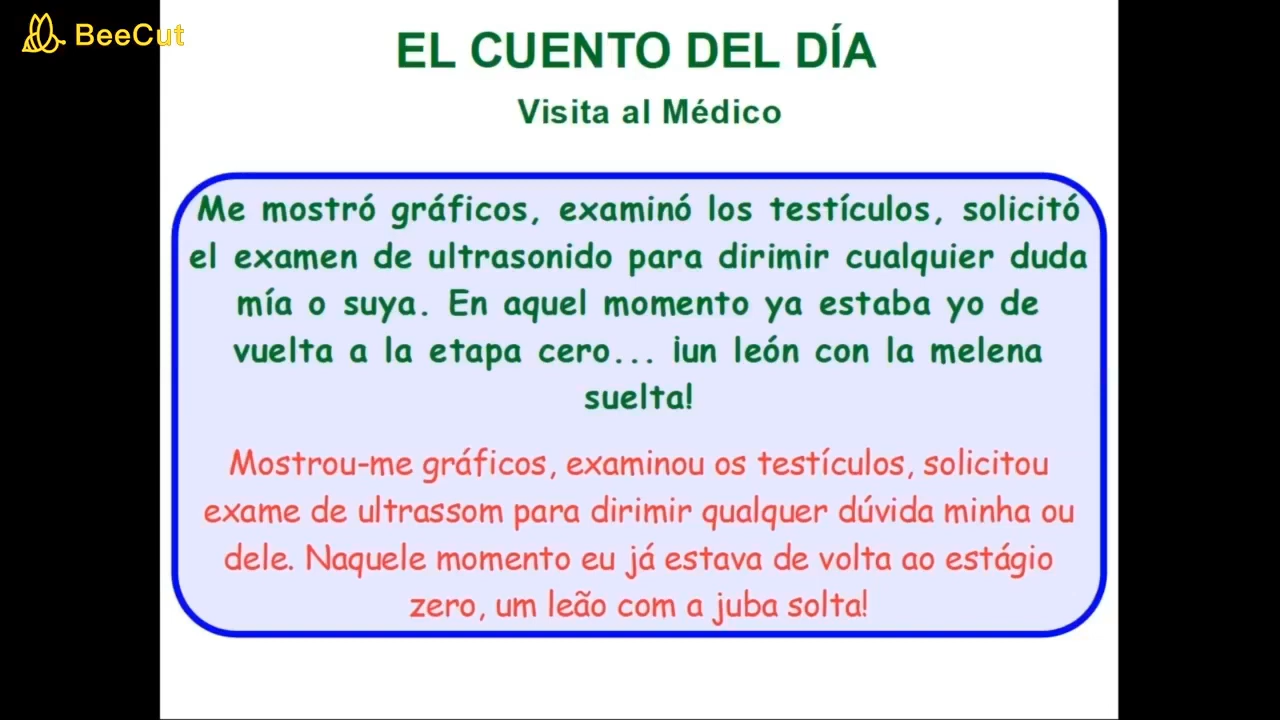 BeeCut
EL CUENTO DEL DÍA
Visita al Médico
Me mostró gráficos, examinó los testículos, solicitó
el examen de ultrasonido para dirimir cualquier duda
mía o suya. En aquel momento ya estaba yo de
vuelta a la etapa cero... ¡un león con la melena
suelta!
Mostrou-me gráficos, examinou os testículos, solicitou
exame de ultrassom para dirimir qualquer dúvida minha ou
dele. Naquele momento eu já estava de volta ao estágio
zero, um leão com a juba solta!